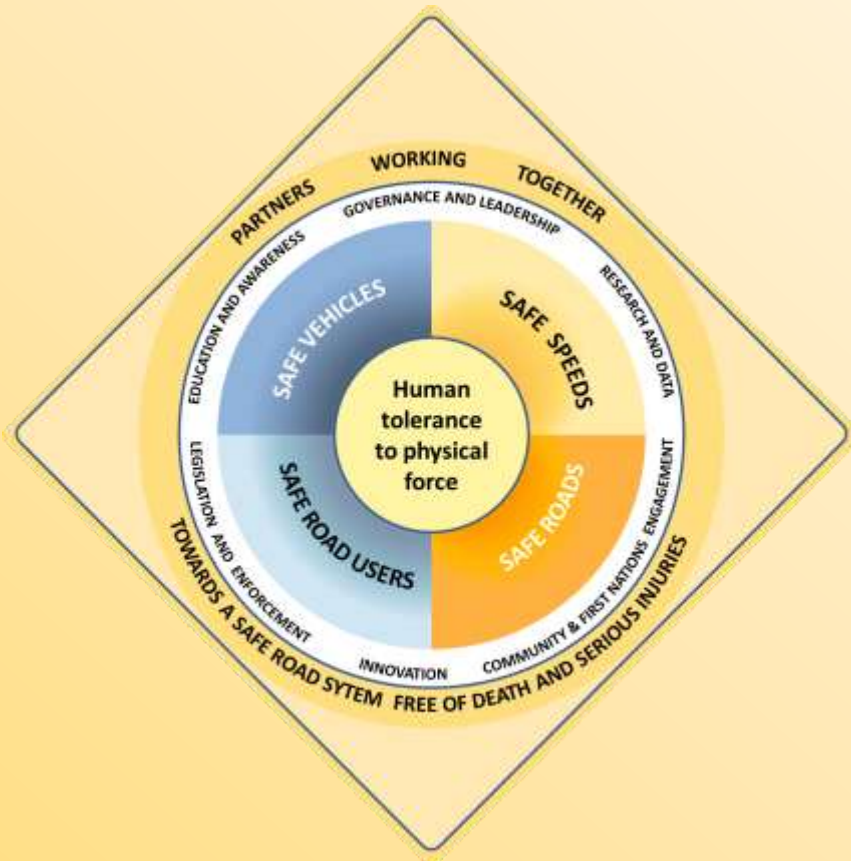 PARTNERS WORKING TOGETHER
TOWARDS A SAFE ROAD SYTEM FREE OF DEATH AND SERIOUS INJURIES
GOVERNANCE AND LEADERSHIP
RESEARCH AND DATA
COMMUNITY & FIRST NATIONS ENGAGEMENT
INNOVATION
LEGISLATION AND ENFORCEMENT
EDUCATION AND AWARENESS
SAFE VEHICLES
SAFE SPEEDS
SAFE ROADS
SAFE ROAD USERS
Human
tolerance
to physical
force